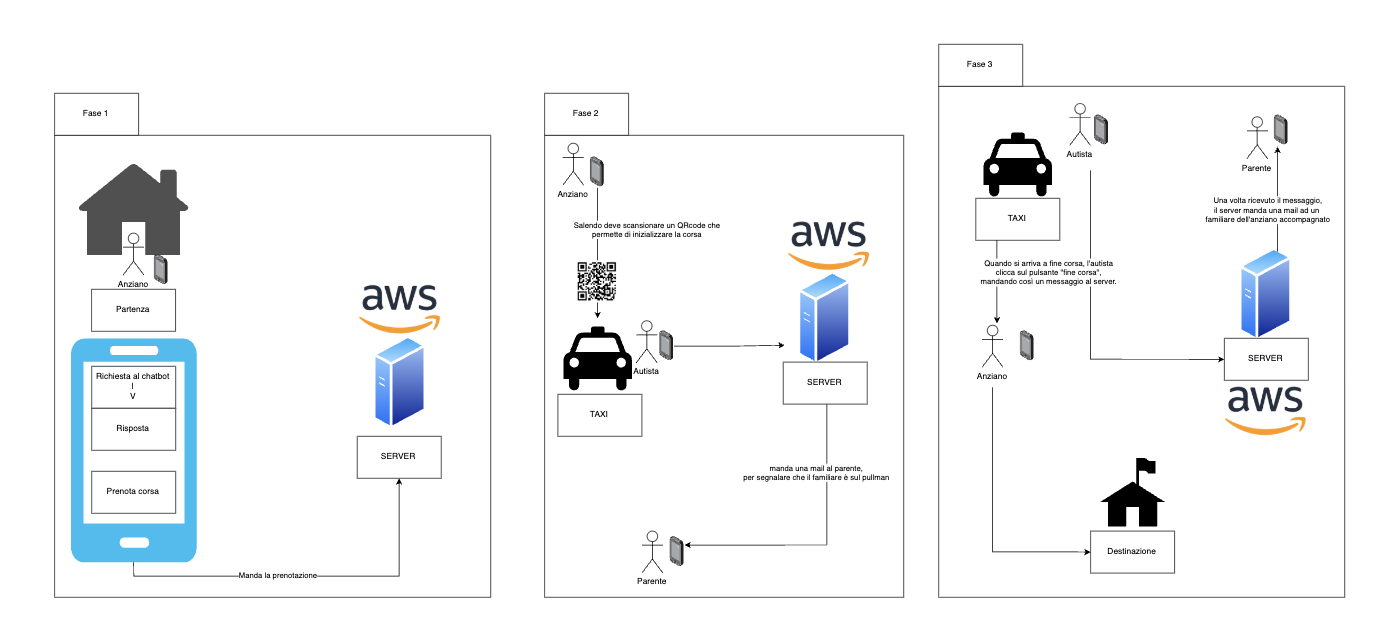 Fase 1
Anziano
Partenza
Richiesta al chatbot
I
V
Risposta
Prenota corsa
aws
SERVER
Manda la prenotazione
Fase 2
Anziano
Salendo deve scansionare un QRcode che
permette di inizializzare la corsa
Autista
TAXI
aws
SERVER
manda una mail al parente,
per segnalare che il familiare è sul pullman
Parente
Fase 3
Autista
TAXI
Quando si arriva a fine corsa, l'autista
clicca sul pulsante "fine corsa",
mandando così un messaggio al server.
Anziano
Parente
Una volta ricevuto il messaggio,
il server manda una mail ad un
familiare dell'anziano accompagnato
SERVER
aws
Destinazione